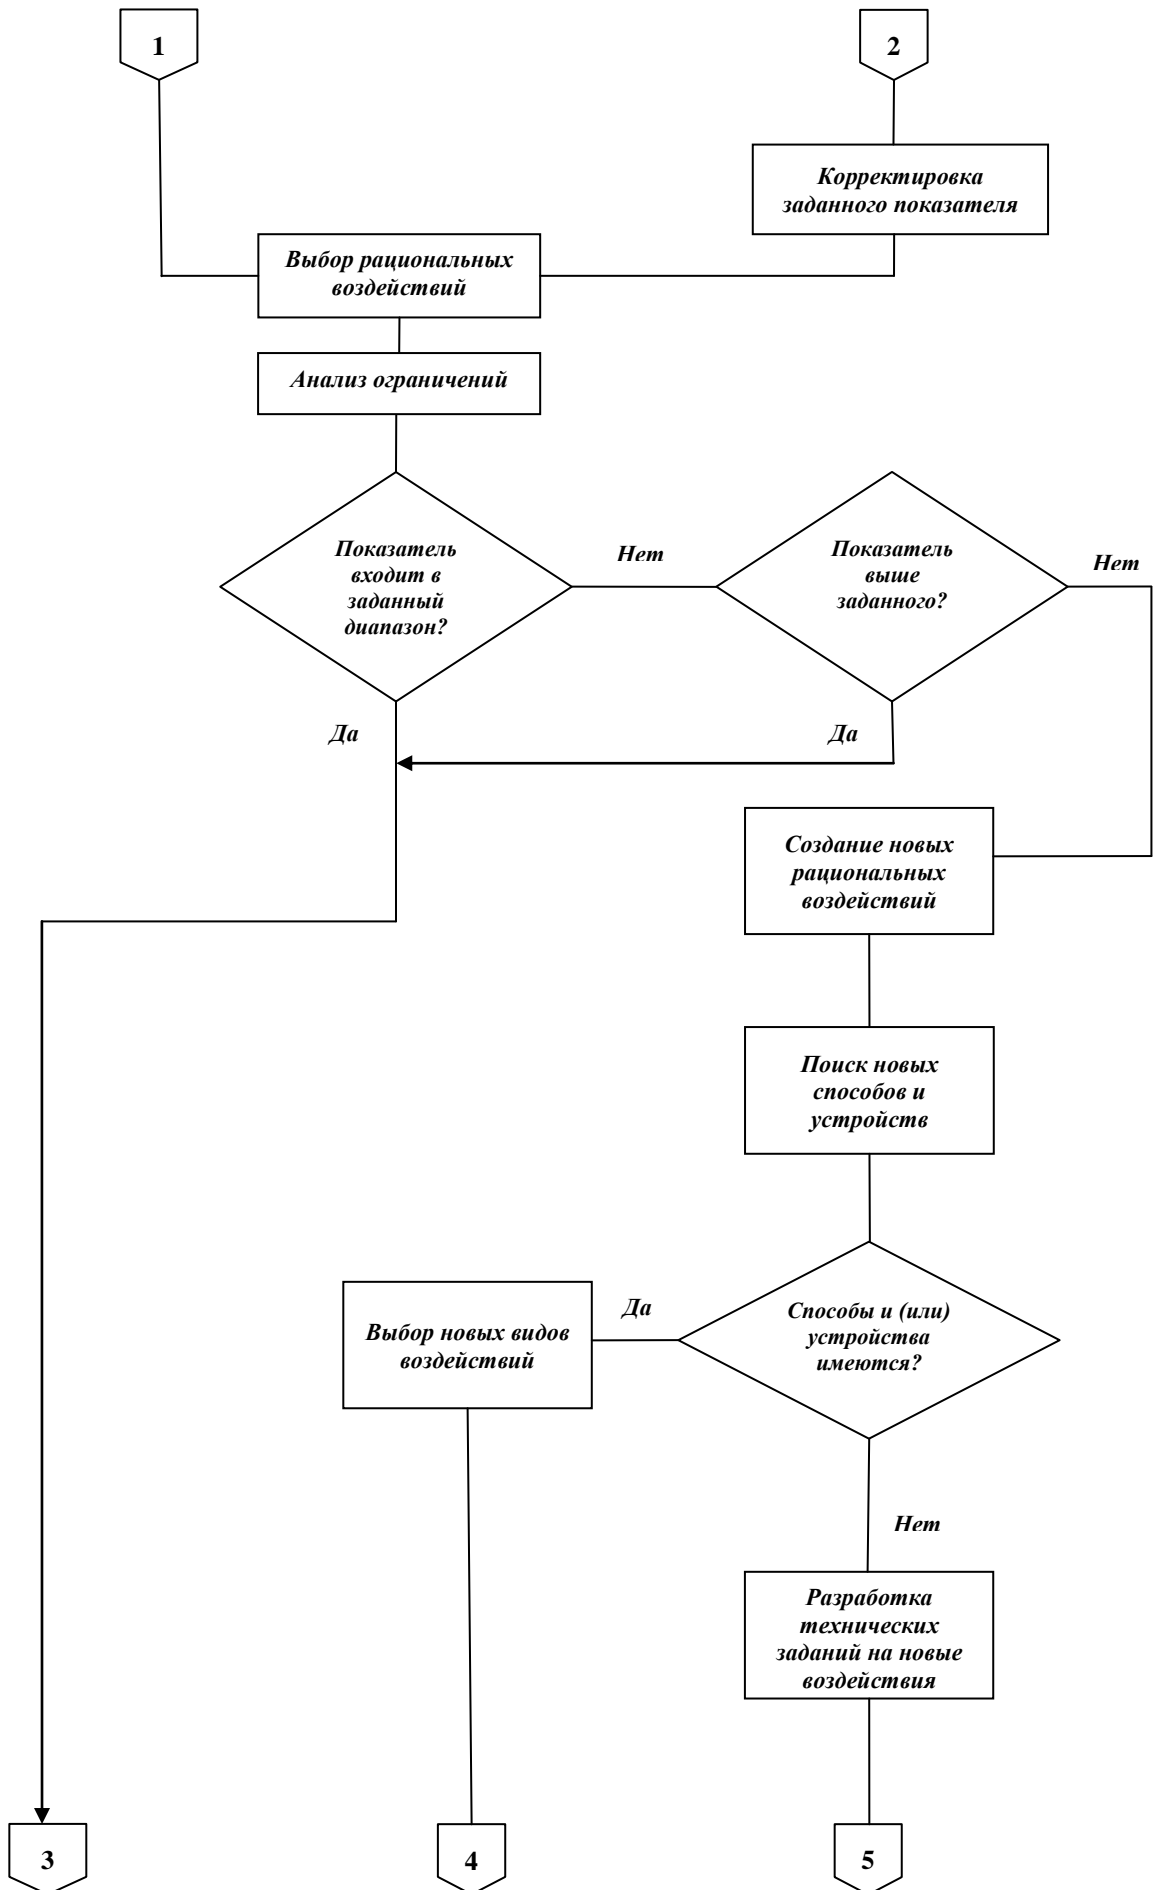 1
2
Корректировка
заданного показателя
Выбор рациональных
воздействий
Анализ ограничений
Показатель
входит в
заданный
диапазон?
Нет
Показатель
выше
заданного?
Нет
Да
Да
Создание новых
рациональных
воздействий
Поиск новых
способов и
устройств
Способы и (или)
устройства
имеются?
Да
Выбор новых видов
воздействий
Нет
Разработка
технических
заданий на новые
воздействия
3
4
5